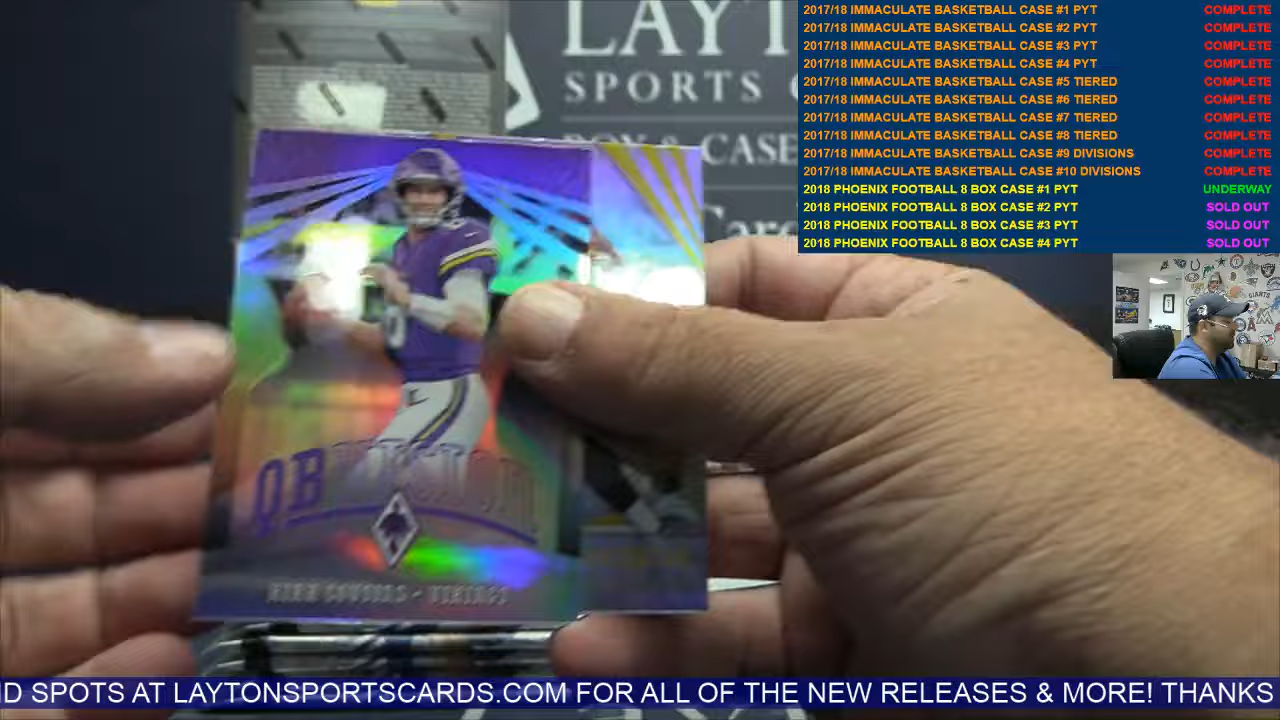 LAYT
SPORTS C
BOX & CASE
Card
2017/18 IMMACULATE BASKETBALL CASE #1 PYT COMPLETE
2017/18 IMMACULATE BASKETBALL CASE #2 PYT COMPLETE
2017/18 IMMACULATE BASKETBALL CASE #3 PYT COMPLETE
2017/18 IMMACULATE BASKETBALL CASE #4 PYT COMPLETE
2017/18 IMMACULATE BASKETBALL CASE #5 TIERED COMPLETE
2017/18 IMMACULATE BASKETBALL CASE #6 TIERED COMPLETE
2017/18 IMMACULATE BASKETBALL CASE #7 TIERED COMPLETE
2017/18 IMMACULATE BASKETBALL CASE #8 TIERED COMPLETE
2017/18 IMMACULATE BASKETBALL CASE #9 DIVISIONS COMPLETE
2017/18 IMMACULATE BASKETBALL CASE #10 DIVISIONS COMPLETE
2018 PHOENIX FOOTBALL 8 BOX CASE #1 PYT UNDERWAY
2018 PHOENIX FOOTBALL 8 BOX CASE #2 PYT SOLD OUT
2018 PHOENIX FOOTBALL 8 BOX CASE #3 PYT SOLD OUT
2018 PHOENIX FOOTBALL 8 BOX CASE #4 PYT SOLD OUT
GIANTS
QB
KIRK COUSINS - VIKINGS
D SPOTS AT LAYTONSPORTSCARDS.COM FOR ALL OF THE NEW RELEASES & MORE! THANKS